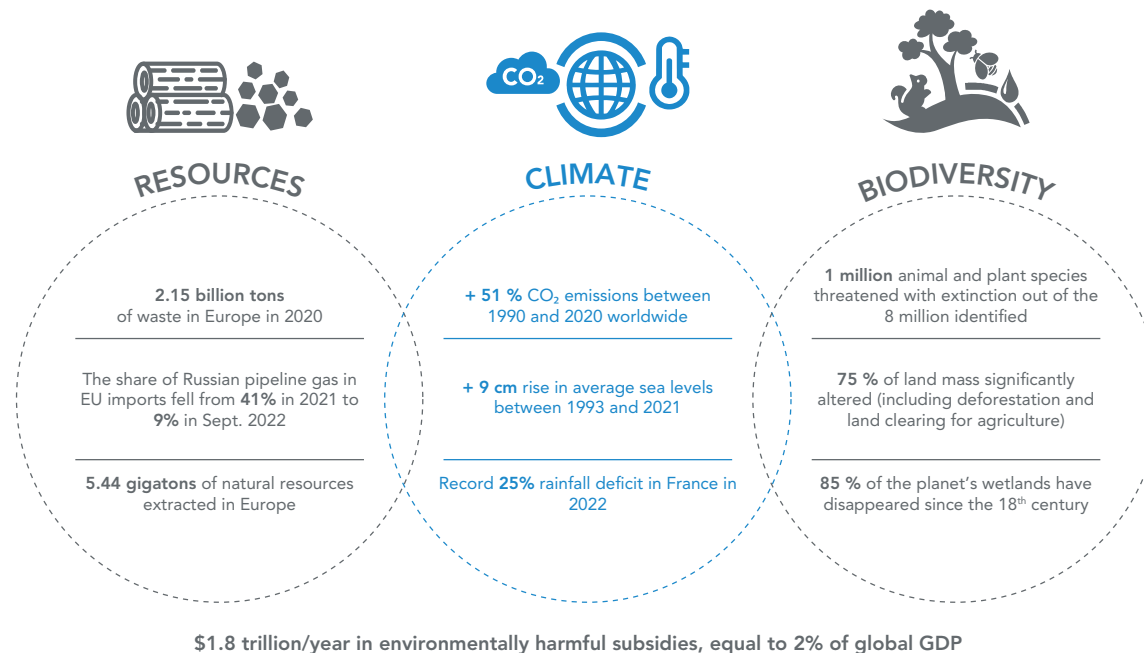 CO₂
RESOURCES
2.15 billion tons
of waste in Europe in 2020
The share of Russian pipeline gas in
EU imports fell from 41% in 2021 to
9% in Sept. 2022
5.44 gigatons of natural resources
extracted in Europe
CLIMATE
+ 51 % CO₂ emissions between
1990 and 2020 worldwide
+ 9 cm rise in average sea levels
between 1993 and 2021
Record 25% rainfall deficit in France in
2022
BIODIVERSITY
1 million animal and plant species
threatened with extinction out of the
8 million identified
75 % of land mass significantly
altered (including deforestation and
land clearing for agriculture)
85 % of the planet’s wetlands have
disappeared since the 18th century
$1.8 trillion/year in environmentally harmful subsidies, equal to 2% of global GDP